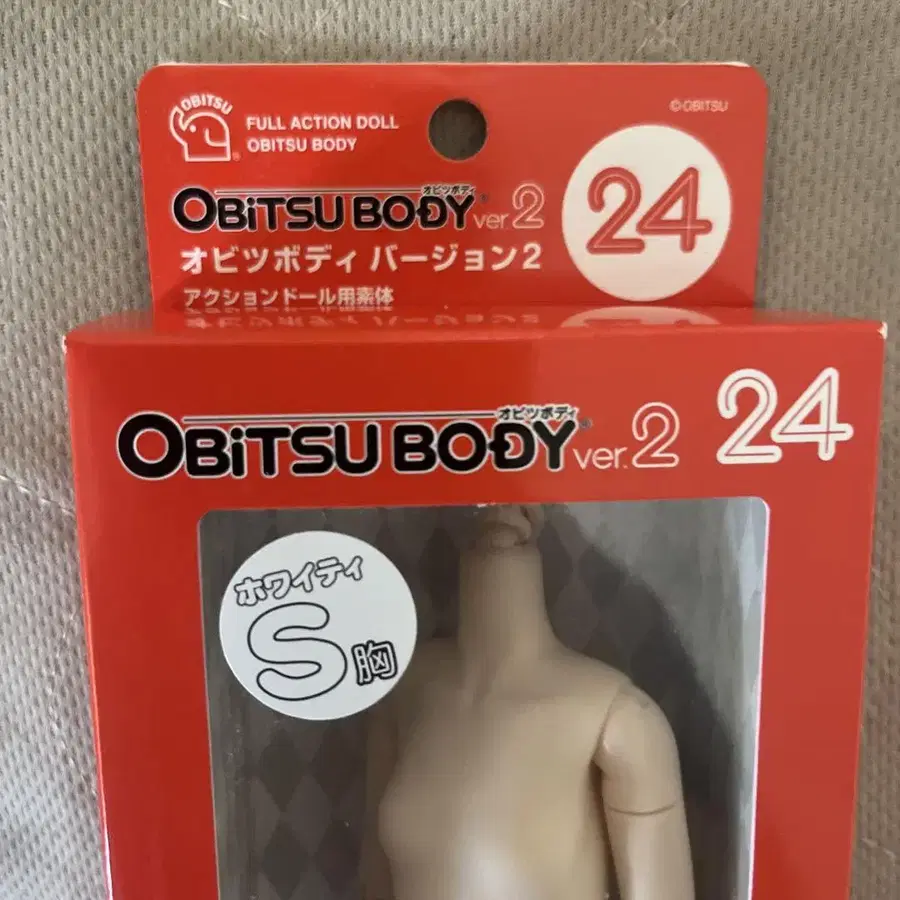 OBITSU
©OBITSU
FULL ACTION DOLL
OBITSU BODY
24
オビツボディ
OBiTSU BODY® ver.2
オビツボディ バージョン2
アクションドール用素体
オビツボディ
OBiTSU BODY® ver.2 24
ホワイティ
S胸